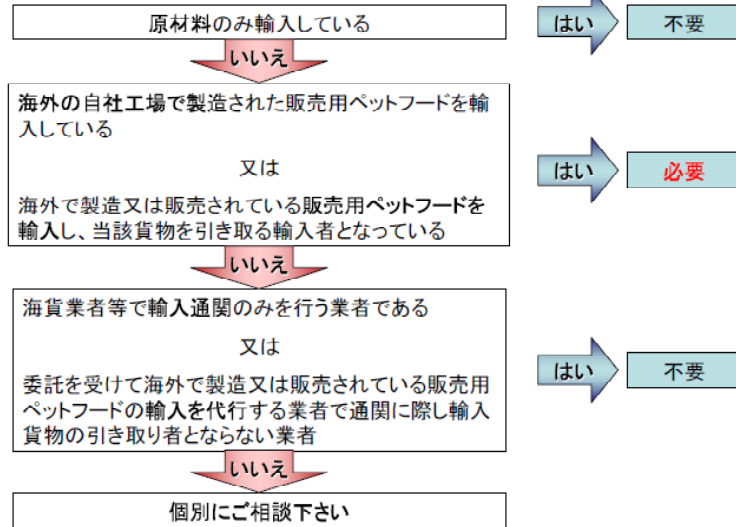 原材料のみ輸入している
はい
不要
いいえ
海外の自社工場で製造された販売用ペットフードを輸
入している
又は
海外で製造又は販売されている販売用ペットフードを
輸入し、当該貨物を引き取る輸入者となっている
はい
必要
いいえ
海貨業者等で輸入通関のみを行う業者である
又は
委託を受けて海外で製造又は販売されている販売用
ペットフードの輸入を代行する業者で通関に際し輸入
貨物の引き取り者とならない業者
はい
不要
いいえ
個別にご相談下さい